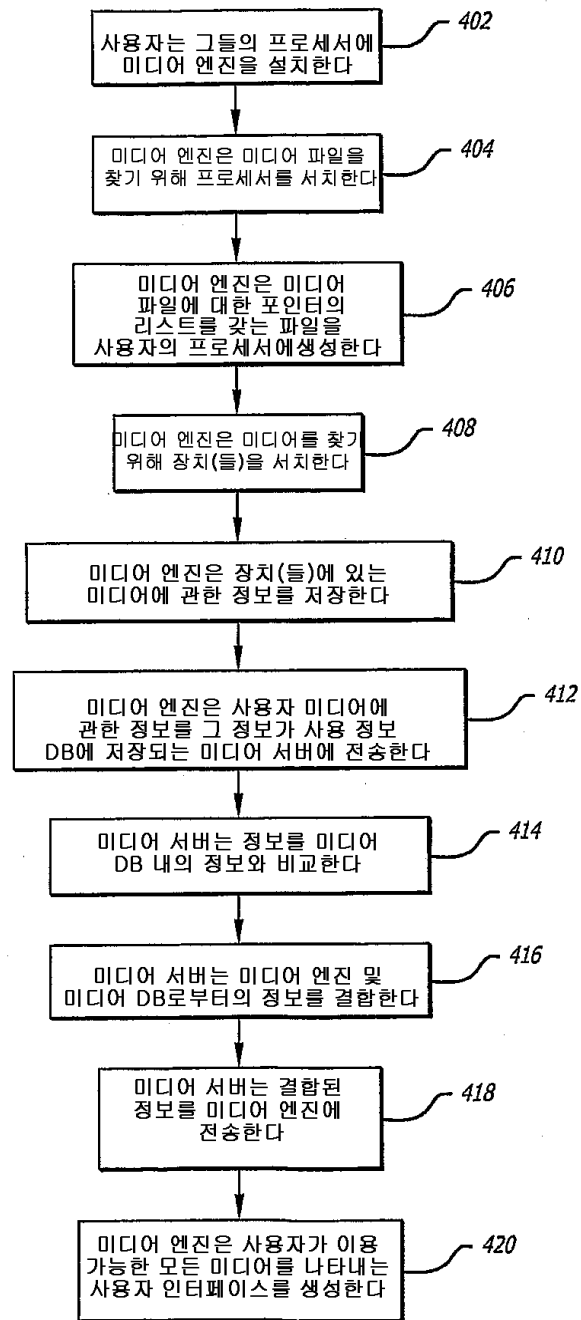 사용자는 그들의 프로세서에
미디어 엔진을 설치한다
402
미디어 엔진은 미디어 파일을
찾기 위해 프로세서를 서치한다
404
미디어 엔진은 미디어
파일에 대한 포인터의
리스트를 갖는 파일을
사용자의 프로세서에생성한다
406
미디어 엔진은 미디어를 찾기
위해 장치(들)을 서치한다
408
미디어 엔진은 장치(들)에 있는
미디어에 관한 정보를 저장한다
410
미디어 엔진은 사용자 미디어에
관한 정보를 그 정보가 사용 정보
DB에 저장되는 미디어 서버에 전송한다
412
미디어 서버는 정보를 미디어
DB 내의 정보와 비교한다
414
미디어 서버는 미디어 엔진 및
미디어 DB로부터의 정보를 결합한다
416
미디어 서버는 결합된
정보를 미디어 엔진에
전송한다
418
미디어 엔진은 사용자가 이용
가능한 모든 미디어를 나타내는
사용자 인터페이스를 생성한다
420